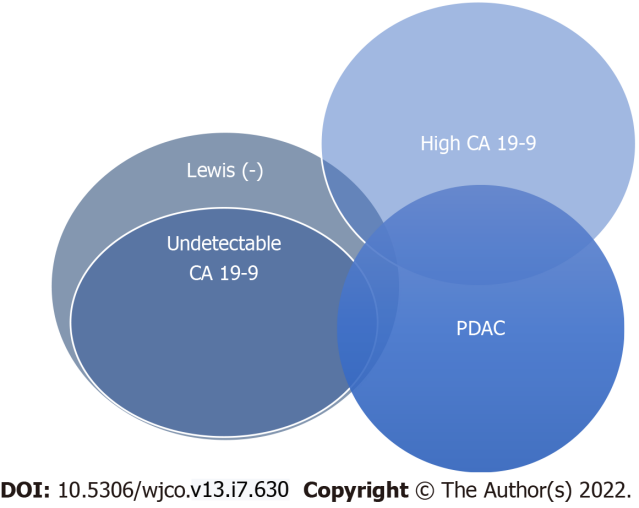 High CA 19-9
Lewis (-)
Undetectable
CA 19-9
PDAC
DOI: 10.5306/wjco.v13.i7.630 Copyright © The Author(s) 2022.